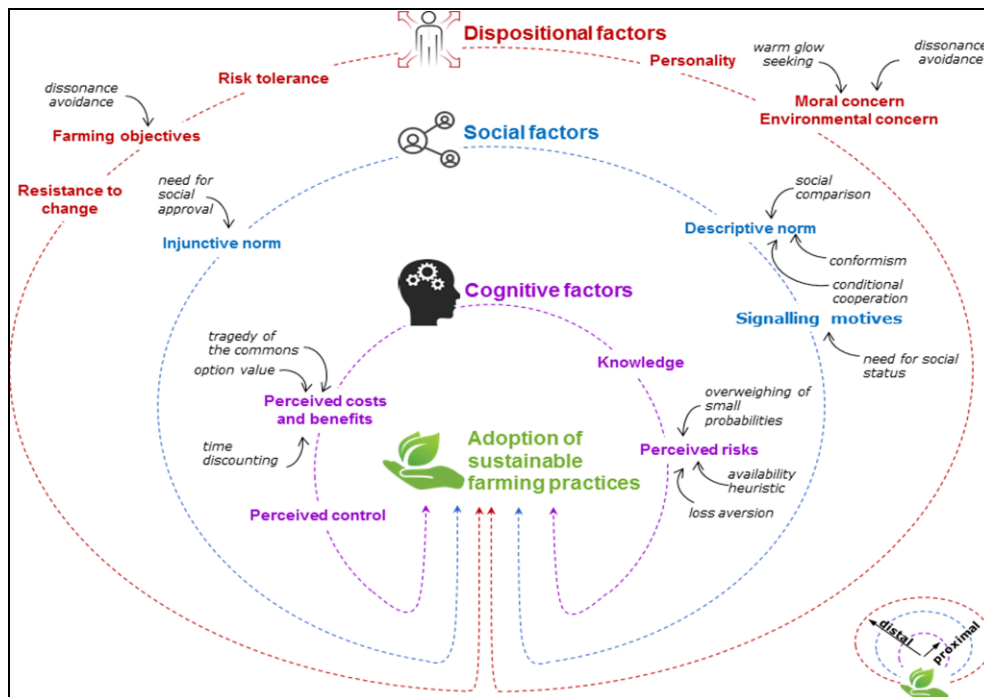 Dispositional factors
Risk tolerance
Personality
warm glow
seeking
dissonance
avoidance
dissonance
avoidance
Farming objectives
Moral concern
Environmental concern
Resistance to
change
Social factors
need for
social
approval
Injunctive norm
social
comparison
Descriptive norm
conformism
conditional
cooperation
Signalling motives
need for social
status
Cognitive factors
tragedy of
the commons
option value
Perceived costs
and benefits
time
discounting
Perceived control
Knowledge
overweighing of
small
probabilities
Perceived risks
availability
heuristic
loss aversion
Adoption of
sustainable
farming practices
distal
proximal